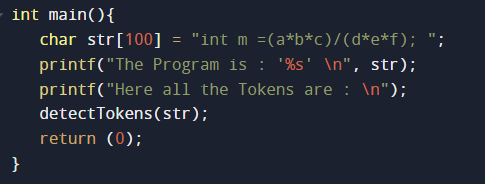 int main(){
char str[100] = "int m =(a*b*c)/(d*e*f); ";
printf("The Program is : '%s' \n", str);
printf("Here all the Tokens are : \n");
detectTokens(str);
return (0);
}